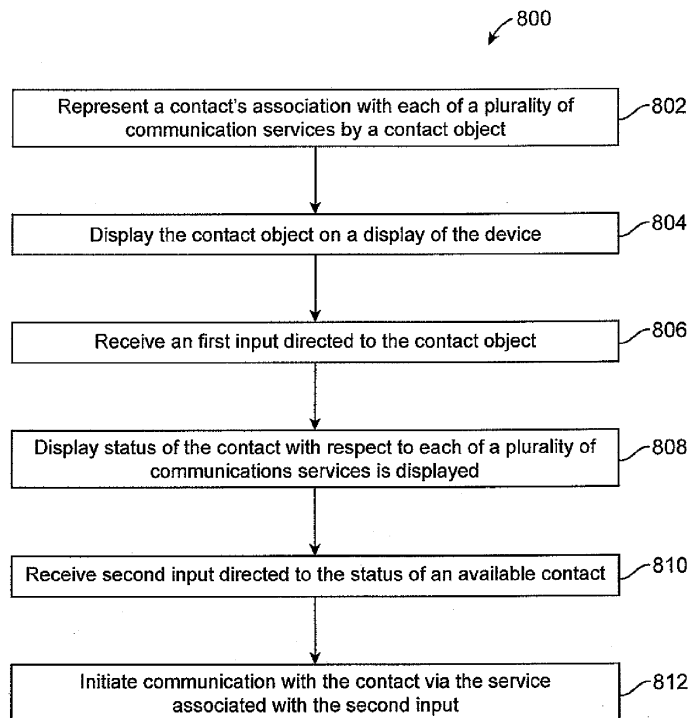 800
Represent a contact's association with each of a plurality of
communication services by a contact object
802
Display the contact object on a display of the device
804
Receive an first input directed to the contact object
806
Display status of the contact with respect to each of a plurality of
communications services is displayed
808
Receive second input directed to the status of an available contact
810
Initiate communication with the contact via the service
associated with the second input
812